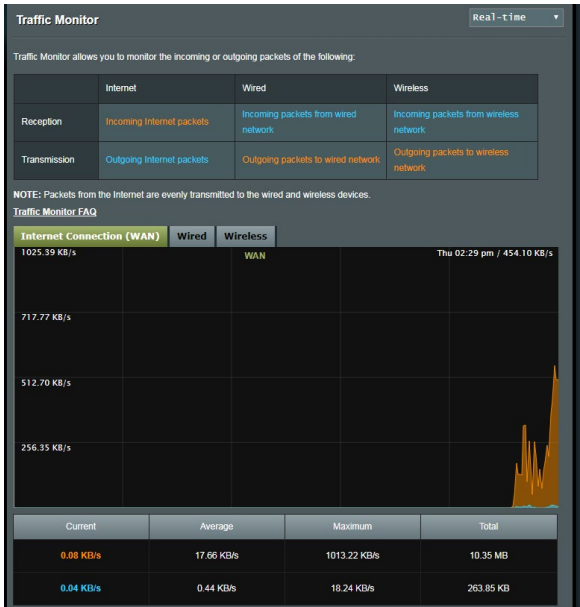 Traffic Monitor
Real-time
Traffic Monitor allows you to monitor the incoming or outgoing packets of the following:
Internet Wired Wireless
Reception Incoming Internet packets Incoming packets from wired network Incoming packets from wireless network
Transmission Outgoing Internet packets Outgoing packets to wired network Outgoing packets to wireless network
NOTE: Packets from the Internet are evenly transmitted to the wired and wireless devices.
Traffic Monitor FAQ
Internet Connection (WAN) Wired Wireless
1025.39 KB/s WAN Thu 02:29 pm / 454.10 KB/s
717.77 KB/s
512.70 KB/s
256.35 KB/s
Current Average Maximum Total
0.08 KB/s 17.66 KB/s 1013.22 KB/s 10.35 MB
0.04 KB/s 0.44 KB/s 18.24 KB/s 263.85 KB